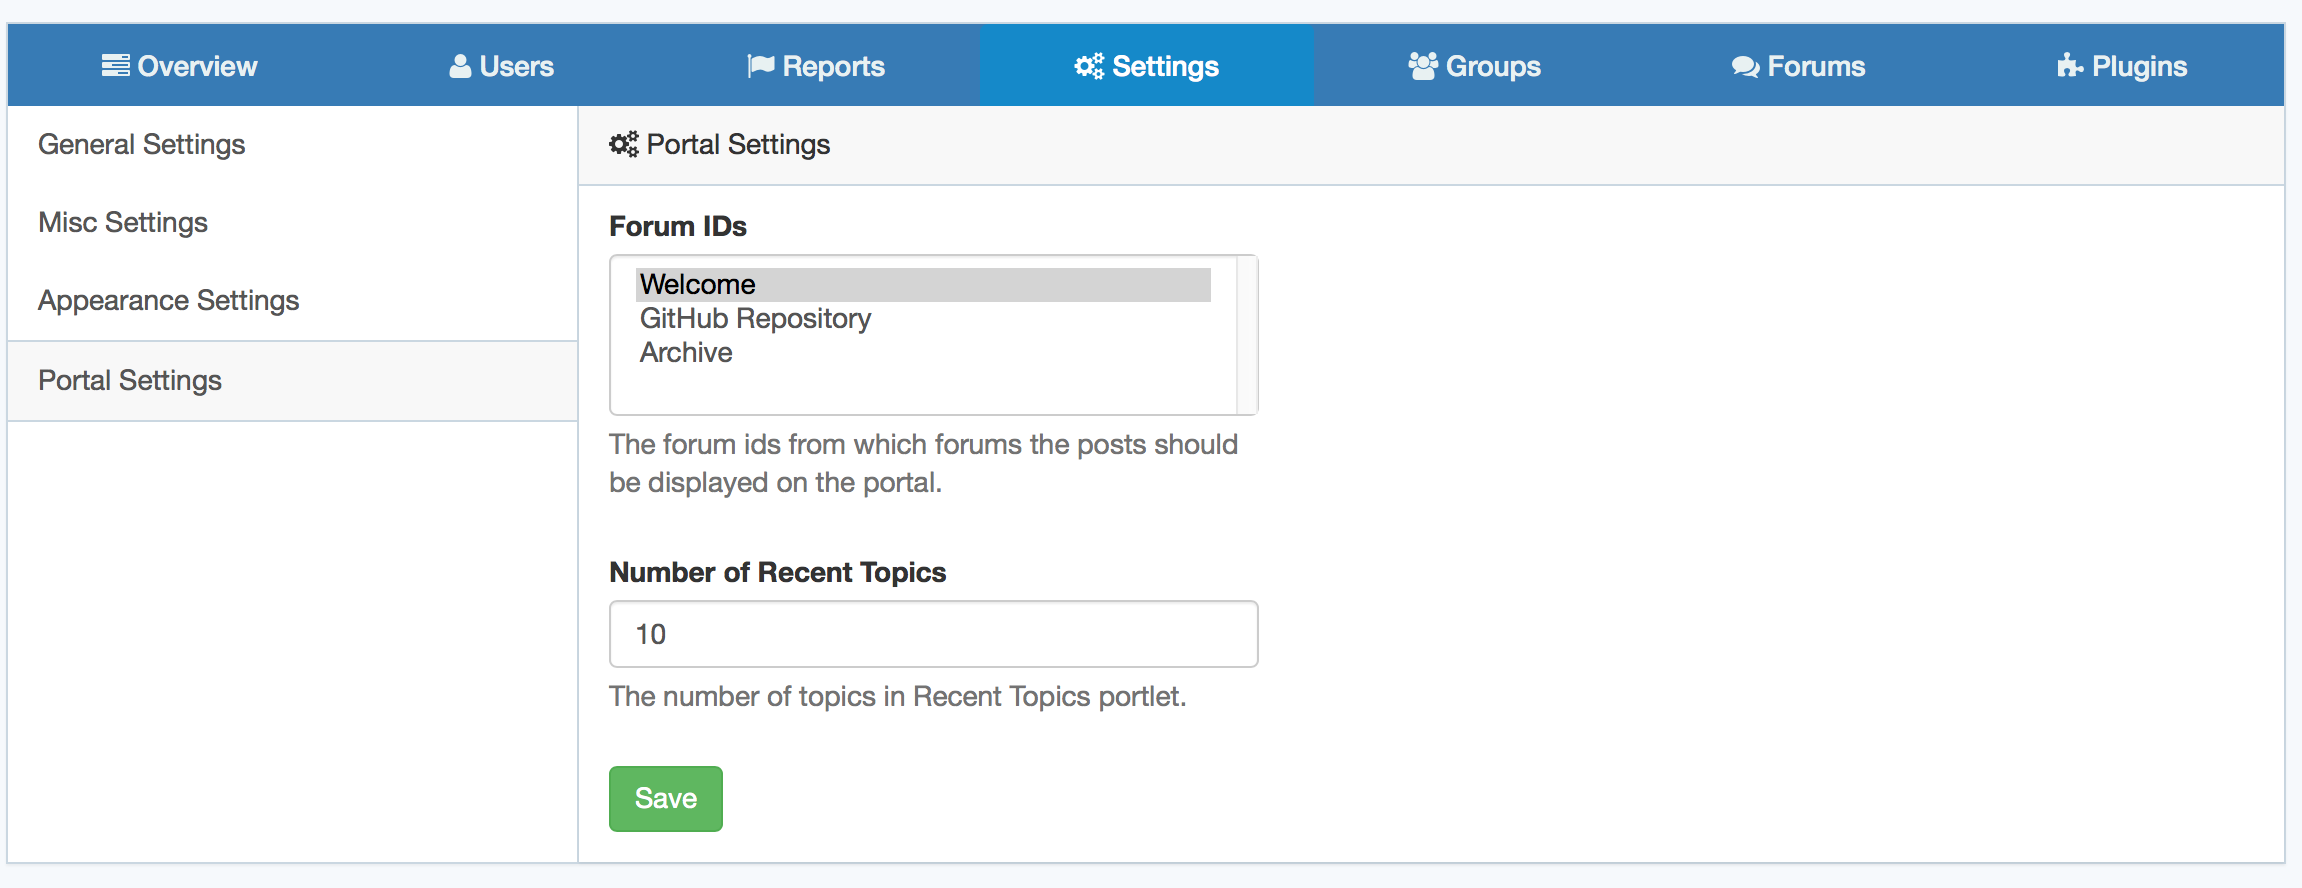 Overview Users Reports Settings Groups Forums Plugins
General Settings
Misc Settings
Appearance Settings
Portal Settings
Portal Settings
Forum IDs
Welcome
GitHub Repository
Archive
The forum ids from which forums the posts should
be displayed on the portal.
Number of Recent Topics
10
The number of topics in Recent Topics portlet.
Save